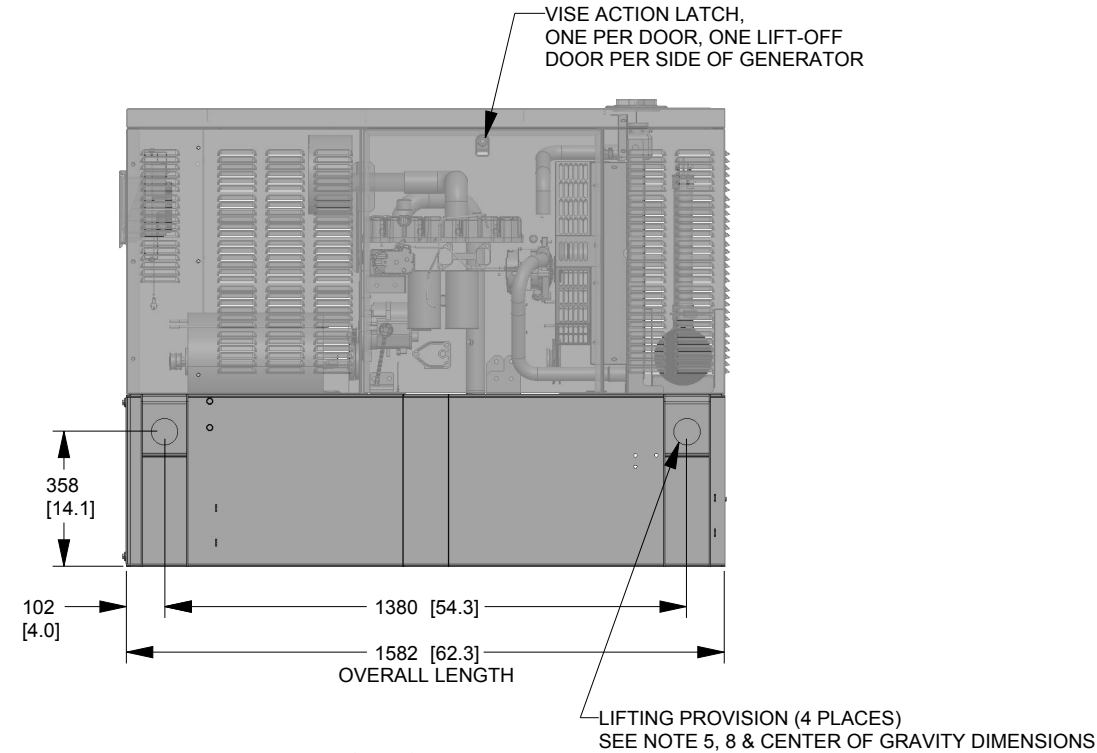 VISE ACTION LATCH,
ONE PER DOOR, ONE LIFT-OFF
DOOR PER SIDE OF GENERATOR
358
[14.1]
102
[4.0]
1380 [54.3]
1582 [62.3]
OVERALL LENGTH
LIFTING PROVISION (4 PLACES)
SEE NOTE 5, 8 & CENTER OF GRAVITY DIMENSIONS